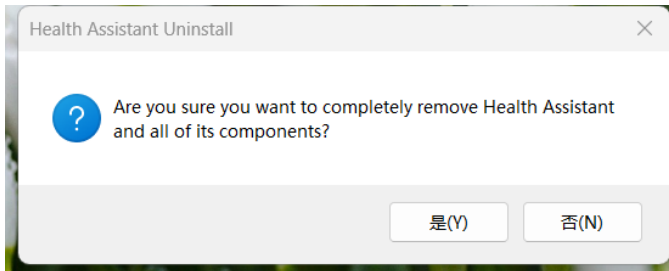 Health Assistant Uninstall
Are you sure you want to completely remove Health Assistant
and all of its components?
是(Y)
否(N)